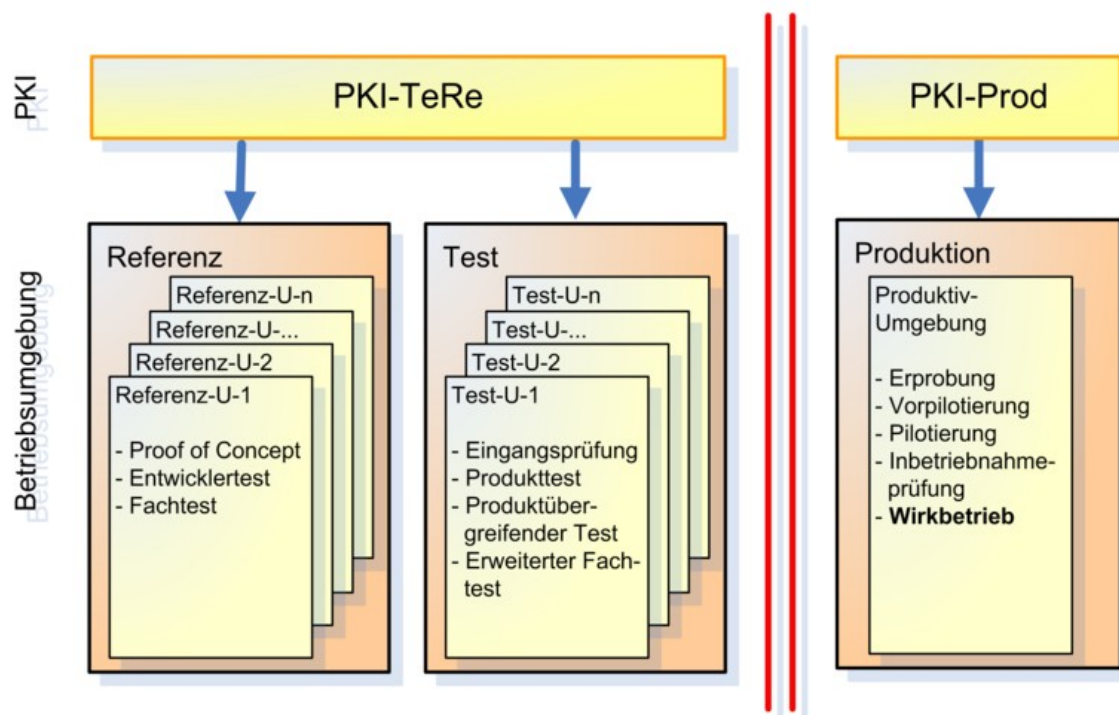 PKI
PKI-TeRe
PKI-Prod
Betriebsumgebung
Referenz
Referenz-U-n
Referenz-U-...
Referenz-U-2
Referenz-U-1
- Proof of Concept
- Entwicklertest
- Fachtest
Test
Test-U-n
Test-U-...
Test-U-2
Test-U-1
- Eingangsprüfung
- Produkttest
- Produktüber-
greifender Test
- Erweiterter Fach-
test
Produktion
Produktiv-
Umgebung
- Erprobung
- Vorpilotierung
- Pilotierung
- Inbetriebnahme-
prüfung
- Wirkbetrieb